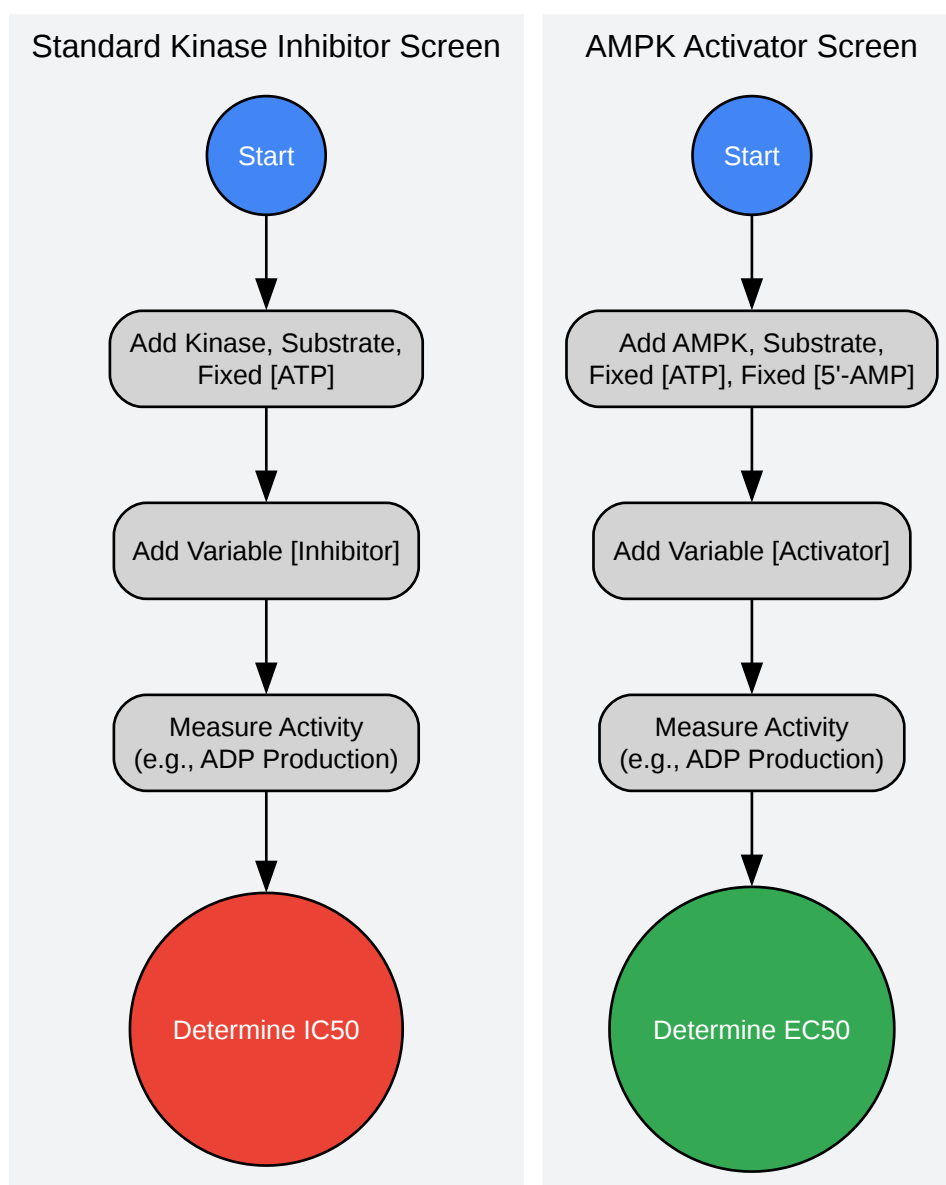 Standard Kinase Inhibitor Screen
Start
Add Kinase, Substrate,
Fixed [ATP]
Add Variable [Inhibitor]
Measure Activity
(e.g., ADP Production)
Determine IC50
AMPK Activator Screen
Start
Add AMPK, Substrate,
Fixed [ATP], Fixed [5'-AMP]
Add Variable [Activator]
Measure Activity
(e.g., ADP Production)
Determine EC50